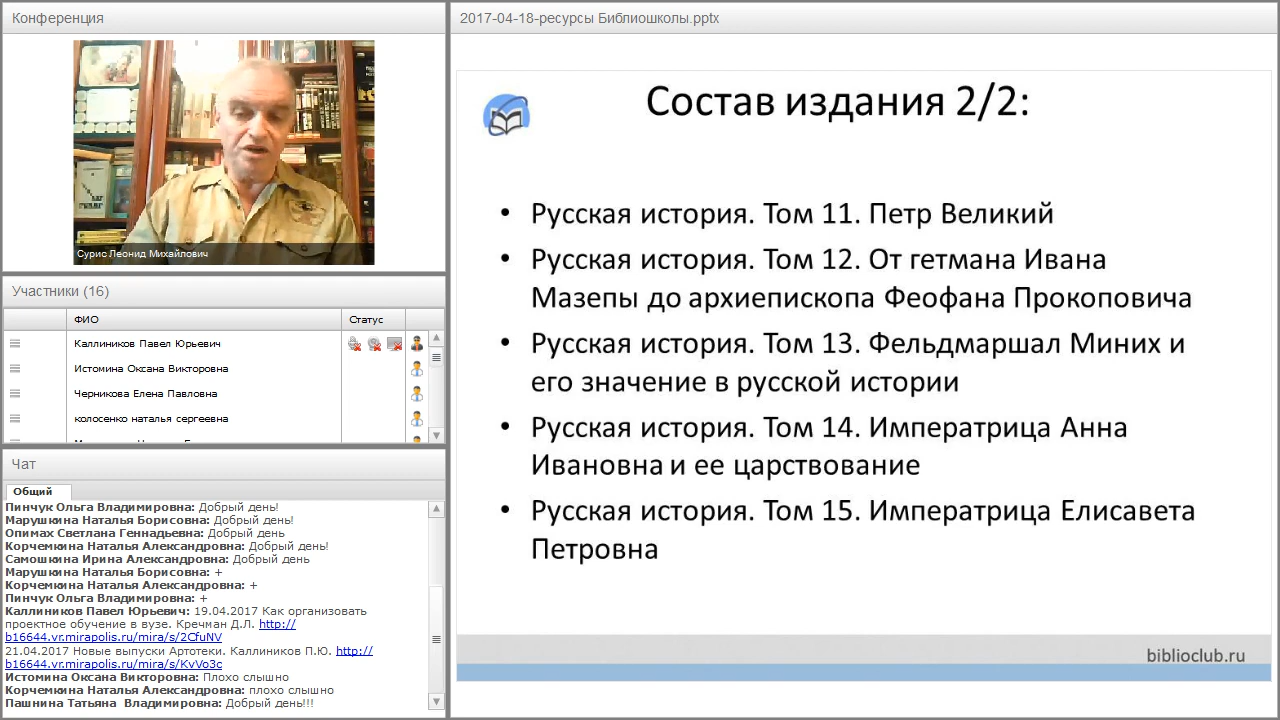 Конференция
Сурис Леонид Михайлович
Участники (16)
ФИО
Статус
Каллиников Павел Юрьевич
Истомина Оксана Викторовна
Черникова Елена Павловна
колосенко наталья сергеевна
Чат
Общий
Пинчук Ольга Владимировна: Добрый день!
Марушкина Наталья Борисовна: Добрый день!
Опимах Светлана Геннадьевна: Добрый день
Корчемкина Наталья Александровна: Добрый день!
Самошкина Ирина Александровна: Добрый день
Марушкина Наталья Борисовна: +
Корчемкина Наталья Александровна: +
Пинчук Ольга Владимировна: +
Каллиников Павел Юрьевич: 19.04.2017 Как организовать
проектное обучение в вузе. Кречман Д.Л. http://
b16644.vr.mirapolis.ru/mira/s/2CfuNV
21.04.2017 Новые выпуски Артотеки. Каллиников П.Ю. http://
b16644.vr.mirapolis.ru/mira/s/KvVo3c
Истомина Оксана Викторовна: Плохо слышно
Корчемкина Наталья Александровна: плохо слышно
Пашнина Татьяна  Владимировна: Добрый день!!!
2017-04-18-ресурсы Библиошколы.pptx
Состав издания 2/2:
• Русская история. Том 11. Петр Великий
• Русская история. Том 12. От гетмана Ивана
Мазепы до архиепископа Феофана Прокоповича
• Русская история. Том 13. Фельдмаршал Миних и
его значение в русской истории
• Русская история. Том 14. Императрица Анна
Ивановна и ее царствование
• Русская история. Том 15. Императрица Елисавета
Петровна
biblioclub.ru